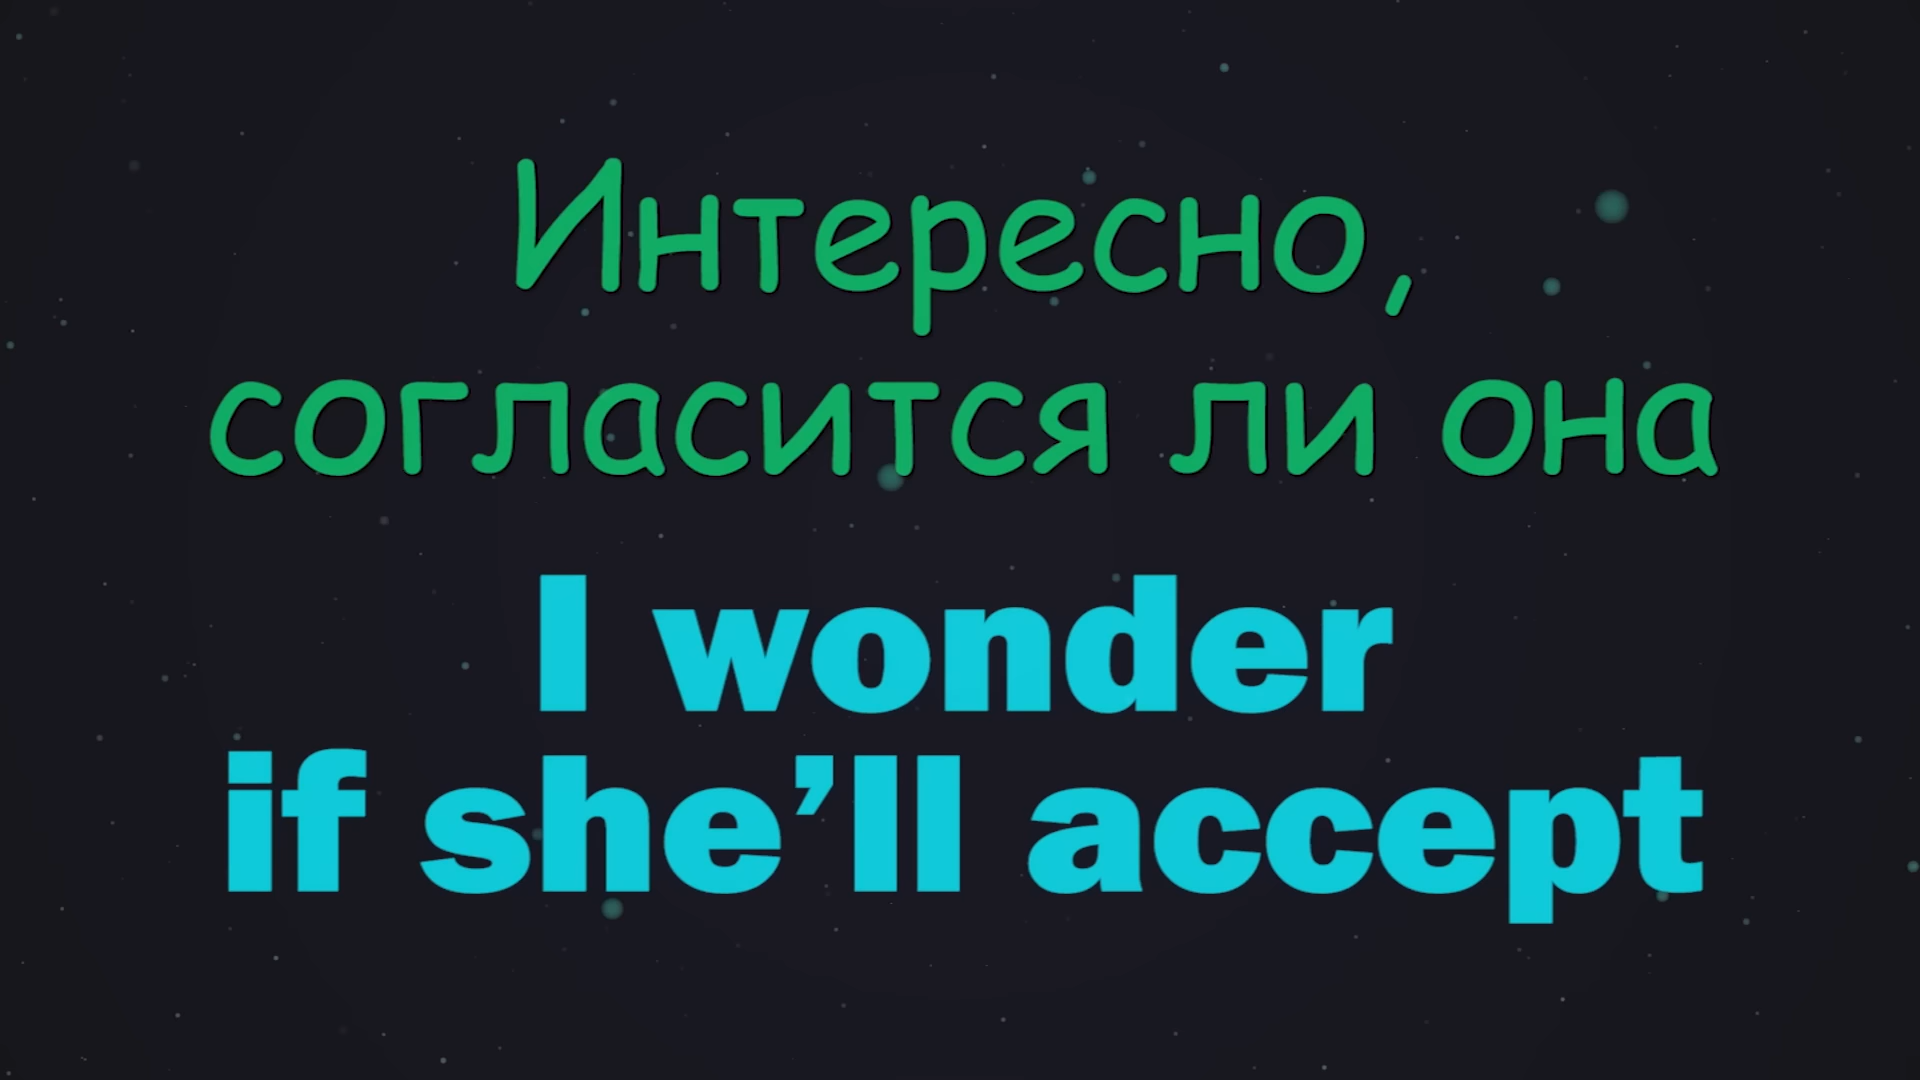 Интересно,
согласится ли она
I wonder
if she’ll accept